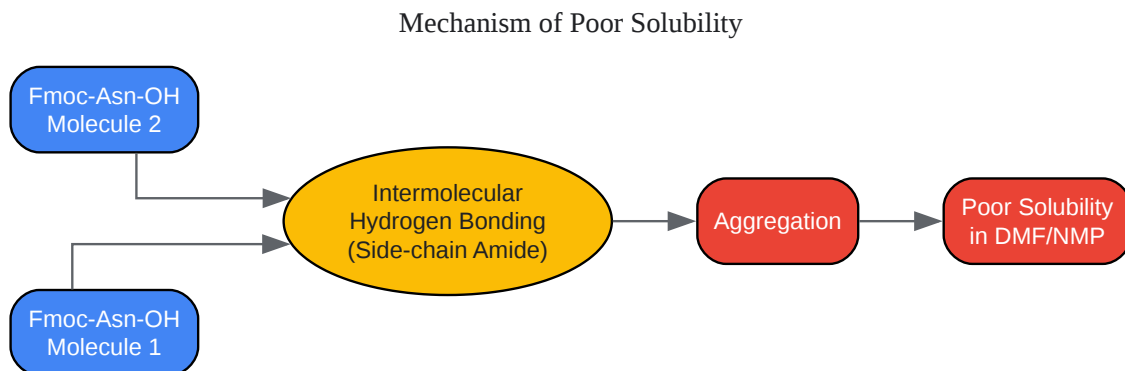 Mechanism of Poor Solubility
Fmoc-Asn-OH
Molecule 2
Intermolecular
Hydrogen Bonding
(Side-chain Amide)
Aggregation
Poor Solubility
in DMF/NMP
Fmoc-Asn-OH
Molecule 1